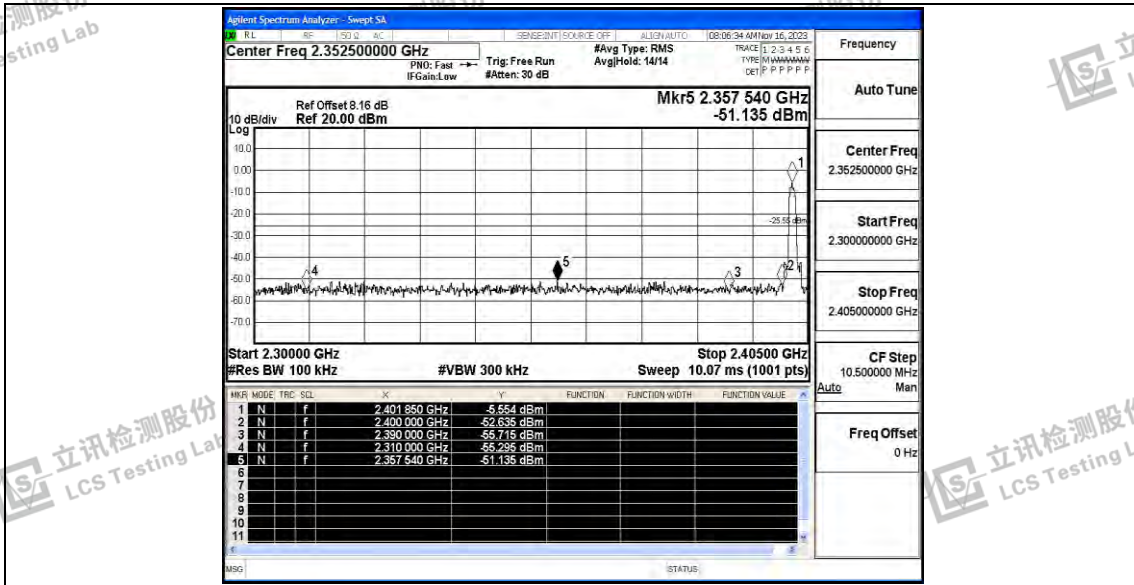 Agilent Spectrum Analyzer - Swept SA
RL RF 50 Ω AC SENSE:INT SOURCE OFF ALIGN AUTO 08:06:34 AM Nov 16, 2023
Center Freq 2.352500000 GHz
PNO: Fast
IFGain:Low
Trig: Free Run
#Atten: 30 dB
#Avg Type: RMS
Avg|Hold: 14/14
TRACE 1 2 3 4 5 6
TYPE M WWWWW
DET P P P P P P
Ref Offset 8.16 dB
10 dB/div Ref 20.00 dBm
Log
Mkr5 2.357 540 GHz
-51.135 dBm
10.0
0.00
-10.0
-20.0
-30.0
-40.0
-50.0
-60.0
-70.0
1
-25.55 dBm
4
5
3
2
Start 2.30000 GHz Stop 2.40500 GHz
#Res BW 100 kHz #VBW 300 kHz Sweep 10.07 ms (1001 pts)
MKR MODE TRC SCL X Y FUNCTION FUNCTION WIDTH FUNCTION VALUE
1 N f 2.401 850 GHz -5.554 dBm
2 N f 2.400 000 GHz -52.635 dBm
3 N f 2.390 000 GHz -55.715 dBm
4 N f 2.310 000 GHz -55.295 dBm
5 N f 2.357 540 GHz -51.135 dBm
6
7
8
9
10
11
MSG STATUS
Frequency
Auto Tune
Center Freq
2.352500000 GHz
Start Freq
2.300000000 GHz
Stop Freq
2.405000000 GHz
CF Step
10.500000 MHz
Auto Man
Freq Offset
0 Hz
立讯检测股份
LCS Testing Lab
立讯检测股份
LCS Testing L